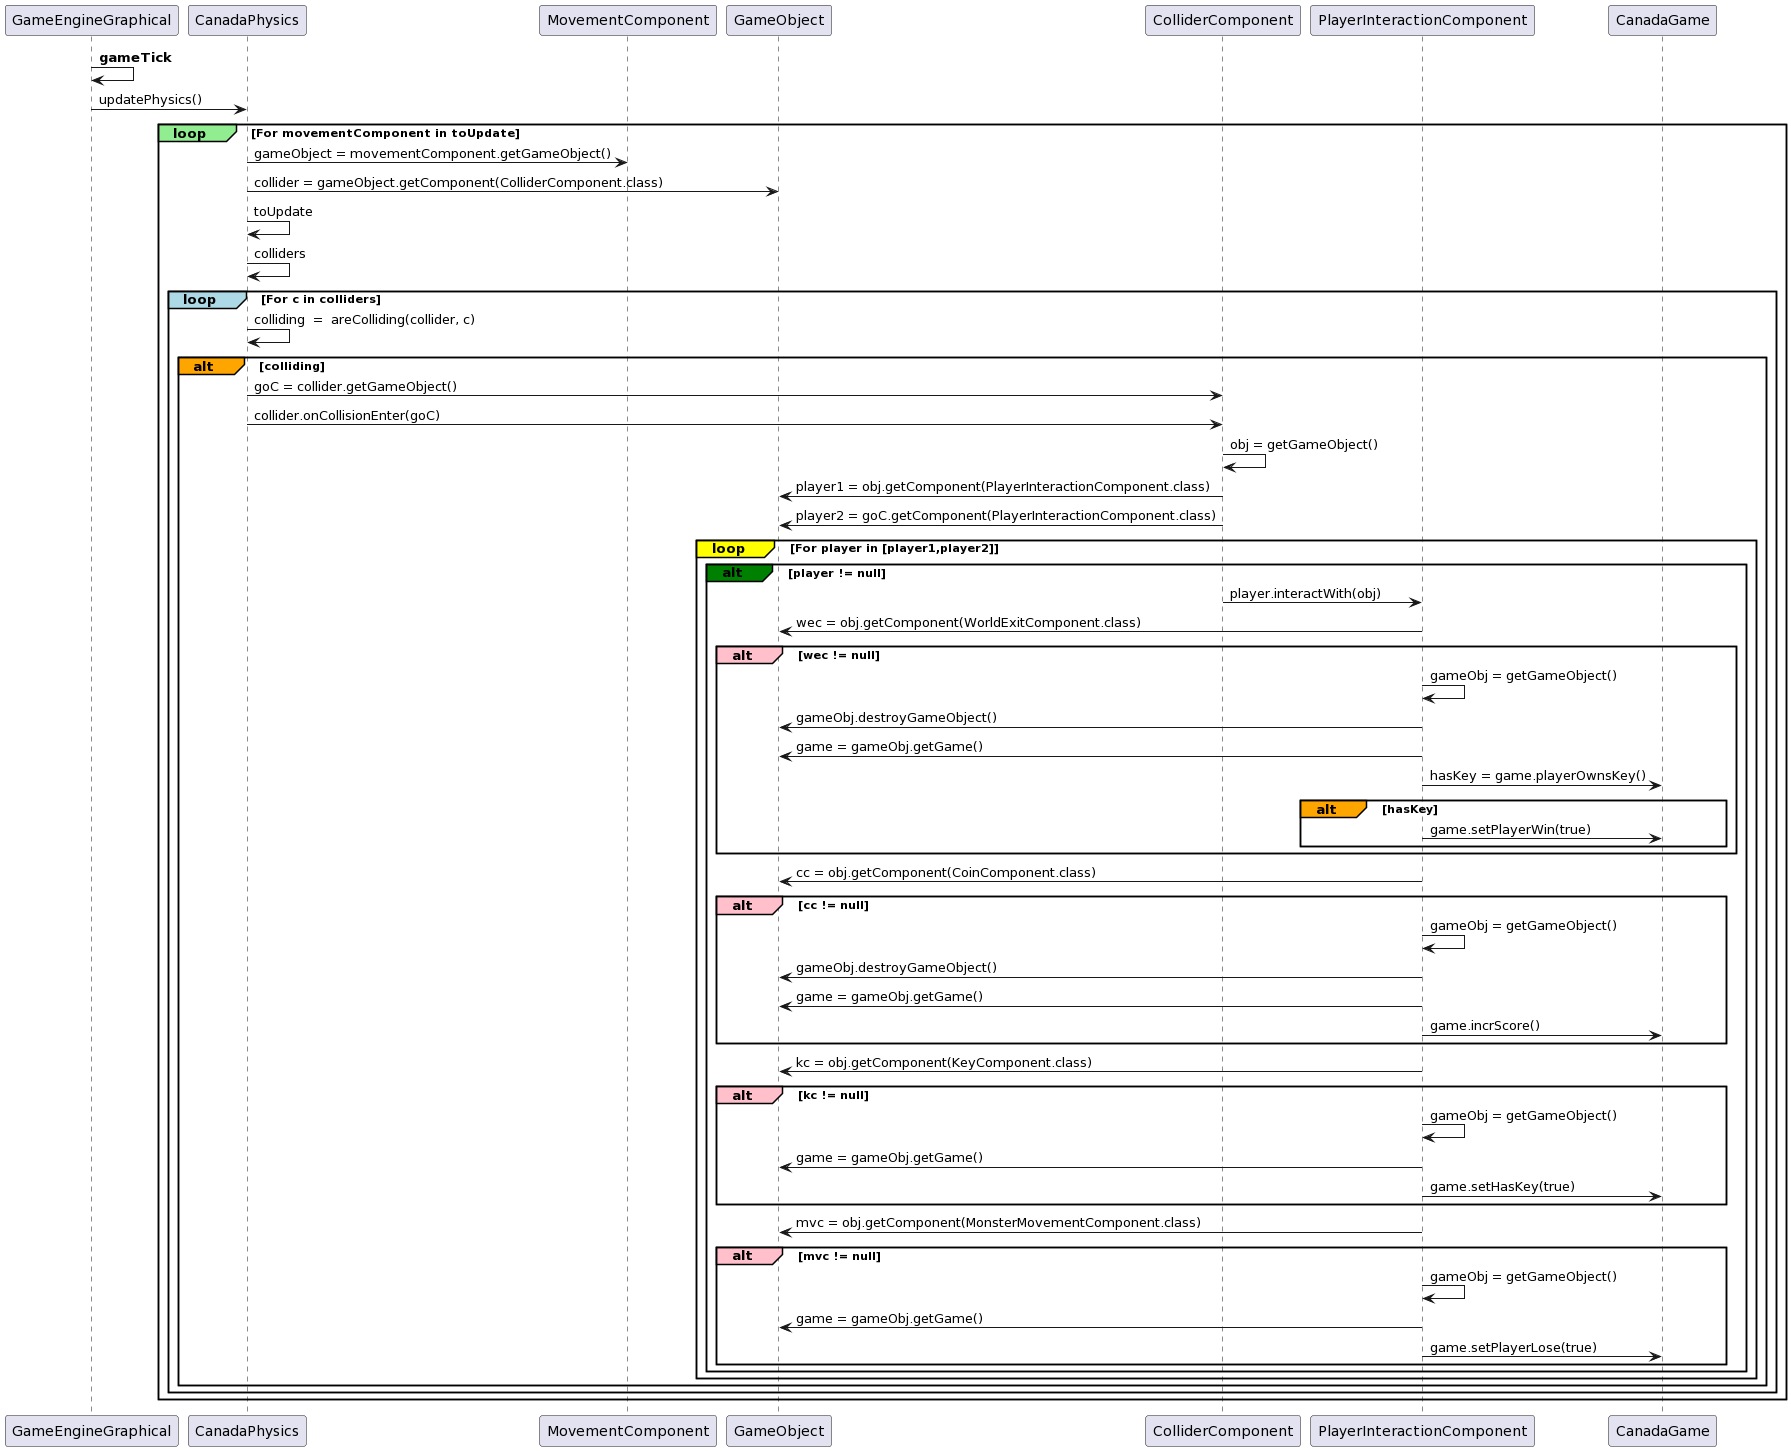 GameEngineGraphical CanadaPhysics MovementComponent GameObject ColliderComponent PlayerInteractionComponent CanadaGame
gameTick
updatePhysics()
loop [For movementComponent in toUpdate]
gameObject = movementComponent.getGameObject()
collider = gameObject.getComponent(ColliderComponent.class)
toUpdate
colliders
loop [For c in colliders]
colliding = areColliding(collider, c)
alt [colliding]
goC = collider.getGameObject()
collider.onCollisionEnter(goC)
obj = getGameObject()
player1 = obj.getComponent(PlayerInteractionComponent.class)
player2 = goC.getComponent(PlayerInteractionComponent.class)
loop [For player in [player1,player2]]
alt [player != null]
player.interactWith(obj)
wec = obj.getComponent(WorldExitComponent.class)
alt [wec != null]
gameObj = getGameObject()
gameObj.destroyGameObject()
game = gameObj.getGame()
hasKey = game.playerOwnsKey()
alt [hasKey]
game.setPlayerWin(true)
cc = obj.getComponent(CoinComponent.class)
alt [cc != null]
gameObj = getGameObject()
gameObj.destroyGameObject()
game = gameObj.getGame()
game.incrScore()
kc = obj.getComponent(KeyComponent.class)
alt [kc != null]
gameObj = getGameObject()
game = gameObj.getGame()
game.setHasKey(true)
mvc = obj.getComponent(MonsterMovementComponent.class)
alt [mvc != null]
gameObj = getGameObject()
game = gameObj.getGame()
game.setPlayerLose(true)
GameEngineGraphical CanadaPhysics MovementComponent GameObject ColliderComponent PlayerInteractionComponent CanadaGame